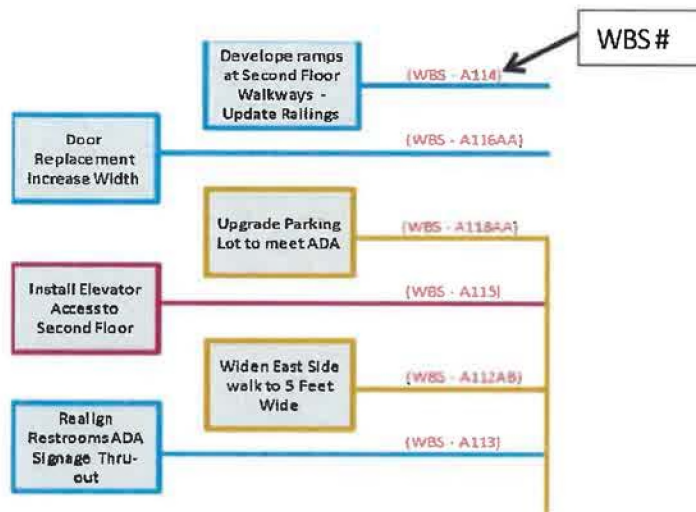 Develope ramps
at Second Floor
Walkways -
Update Railings
(WBS - A114)
WBS #
Door
Replacement
Increase Width
(WBS - A116AA)
Upgrade Parking
Lot to meet ADA
(WBS - A118AA)
Install Elevator
Access to
Second Floor
(WBS - A115)
Widen East Side
walk to 5 Feet
Wide
(WBS - A112AB)
Realign
Restrooms ADA
Signage Thru-
out
(WBS - A113)